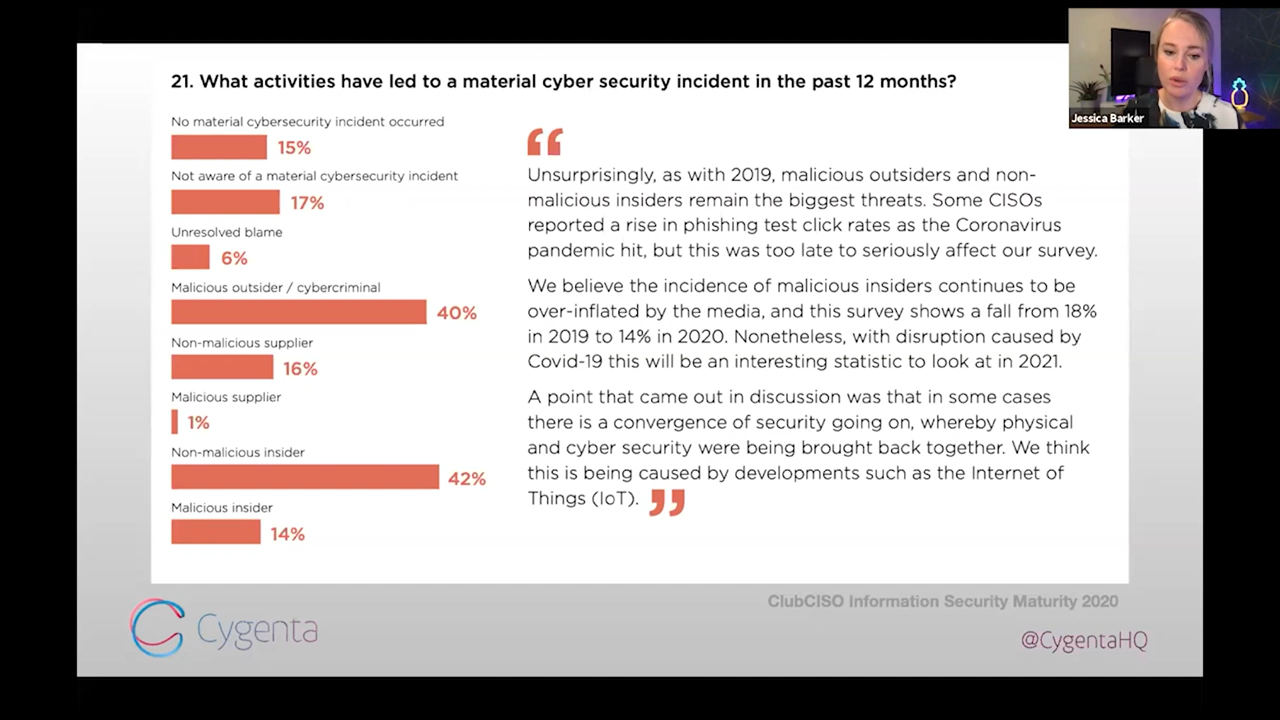 21. What activities have led to a material cyber security incident in the past 12 months?
No material cybersecurity incident occurred
15%
Not aware of a material cybersecurity incident
17%
Unresolved blame
6%
Malicious outsider / cybercriminal
40%
Non-malicious supplier
16%
Malicious supplier
1%
Non-malicious insider
42%
Malicious insider
14%
“
Unsurprisingly, as with 2019, malicious outsiders and non-
malicious insiders remain the biggest threats. Some CISOs
reported a rise in phishing test click rates as the Coronavirus
pandemic hit, but this was too late to seriously affect our survey.
We believe the incidence of malicious insiders continues to be
over-inflated by the media, and this survey shows a fall from 18%
in 2019 to 14% in 2020. Nonetheless, with disruption caused by
Covid-19 this will be an interesting statistic to look at in 2021.
A point that came out in discussion was that in some cases
there is a convergence of security going on, whereby physical
and cyber security were being brought back together. We think
this is being caused by developments such as the Internet of
Things (IoT). ”
Jessica Barker
ClubCISO Information Security Maturity 2020
Cygenta
@CygentaHQ